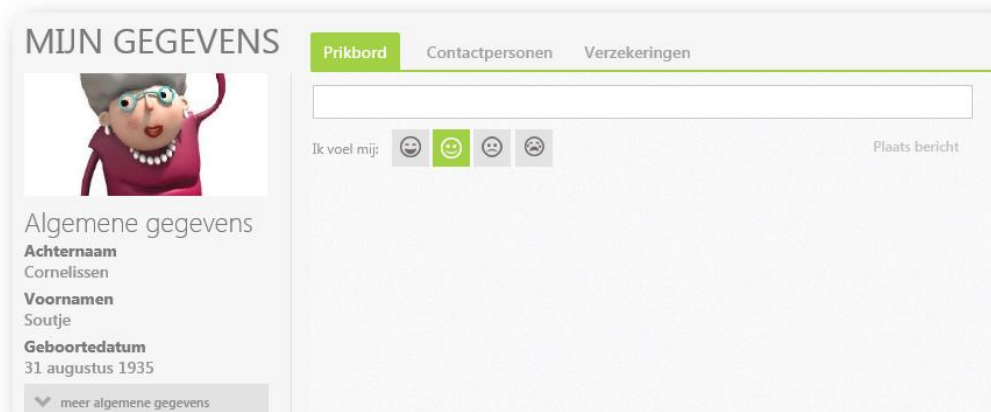 MIJN GEGEVENS
Prikbord Contactpersonen Verzekeringen
Ik voel mij:
Plaats bericht
Algemene gegevens
Achternaam
Cornelissen
Voornamen
Soutje
Geboortedatum
31 augustus 1935
meer algemene gegevens